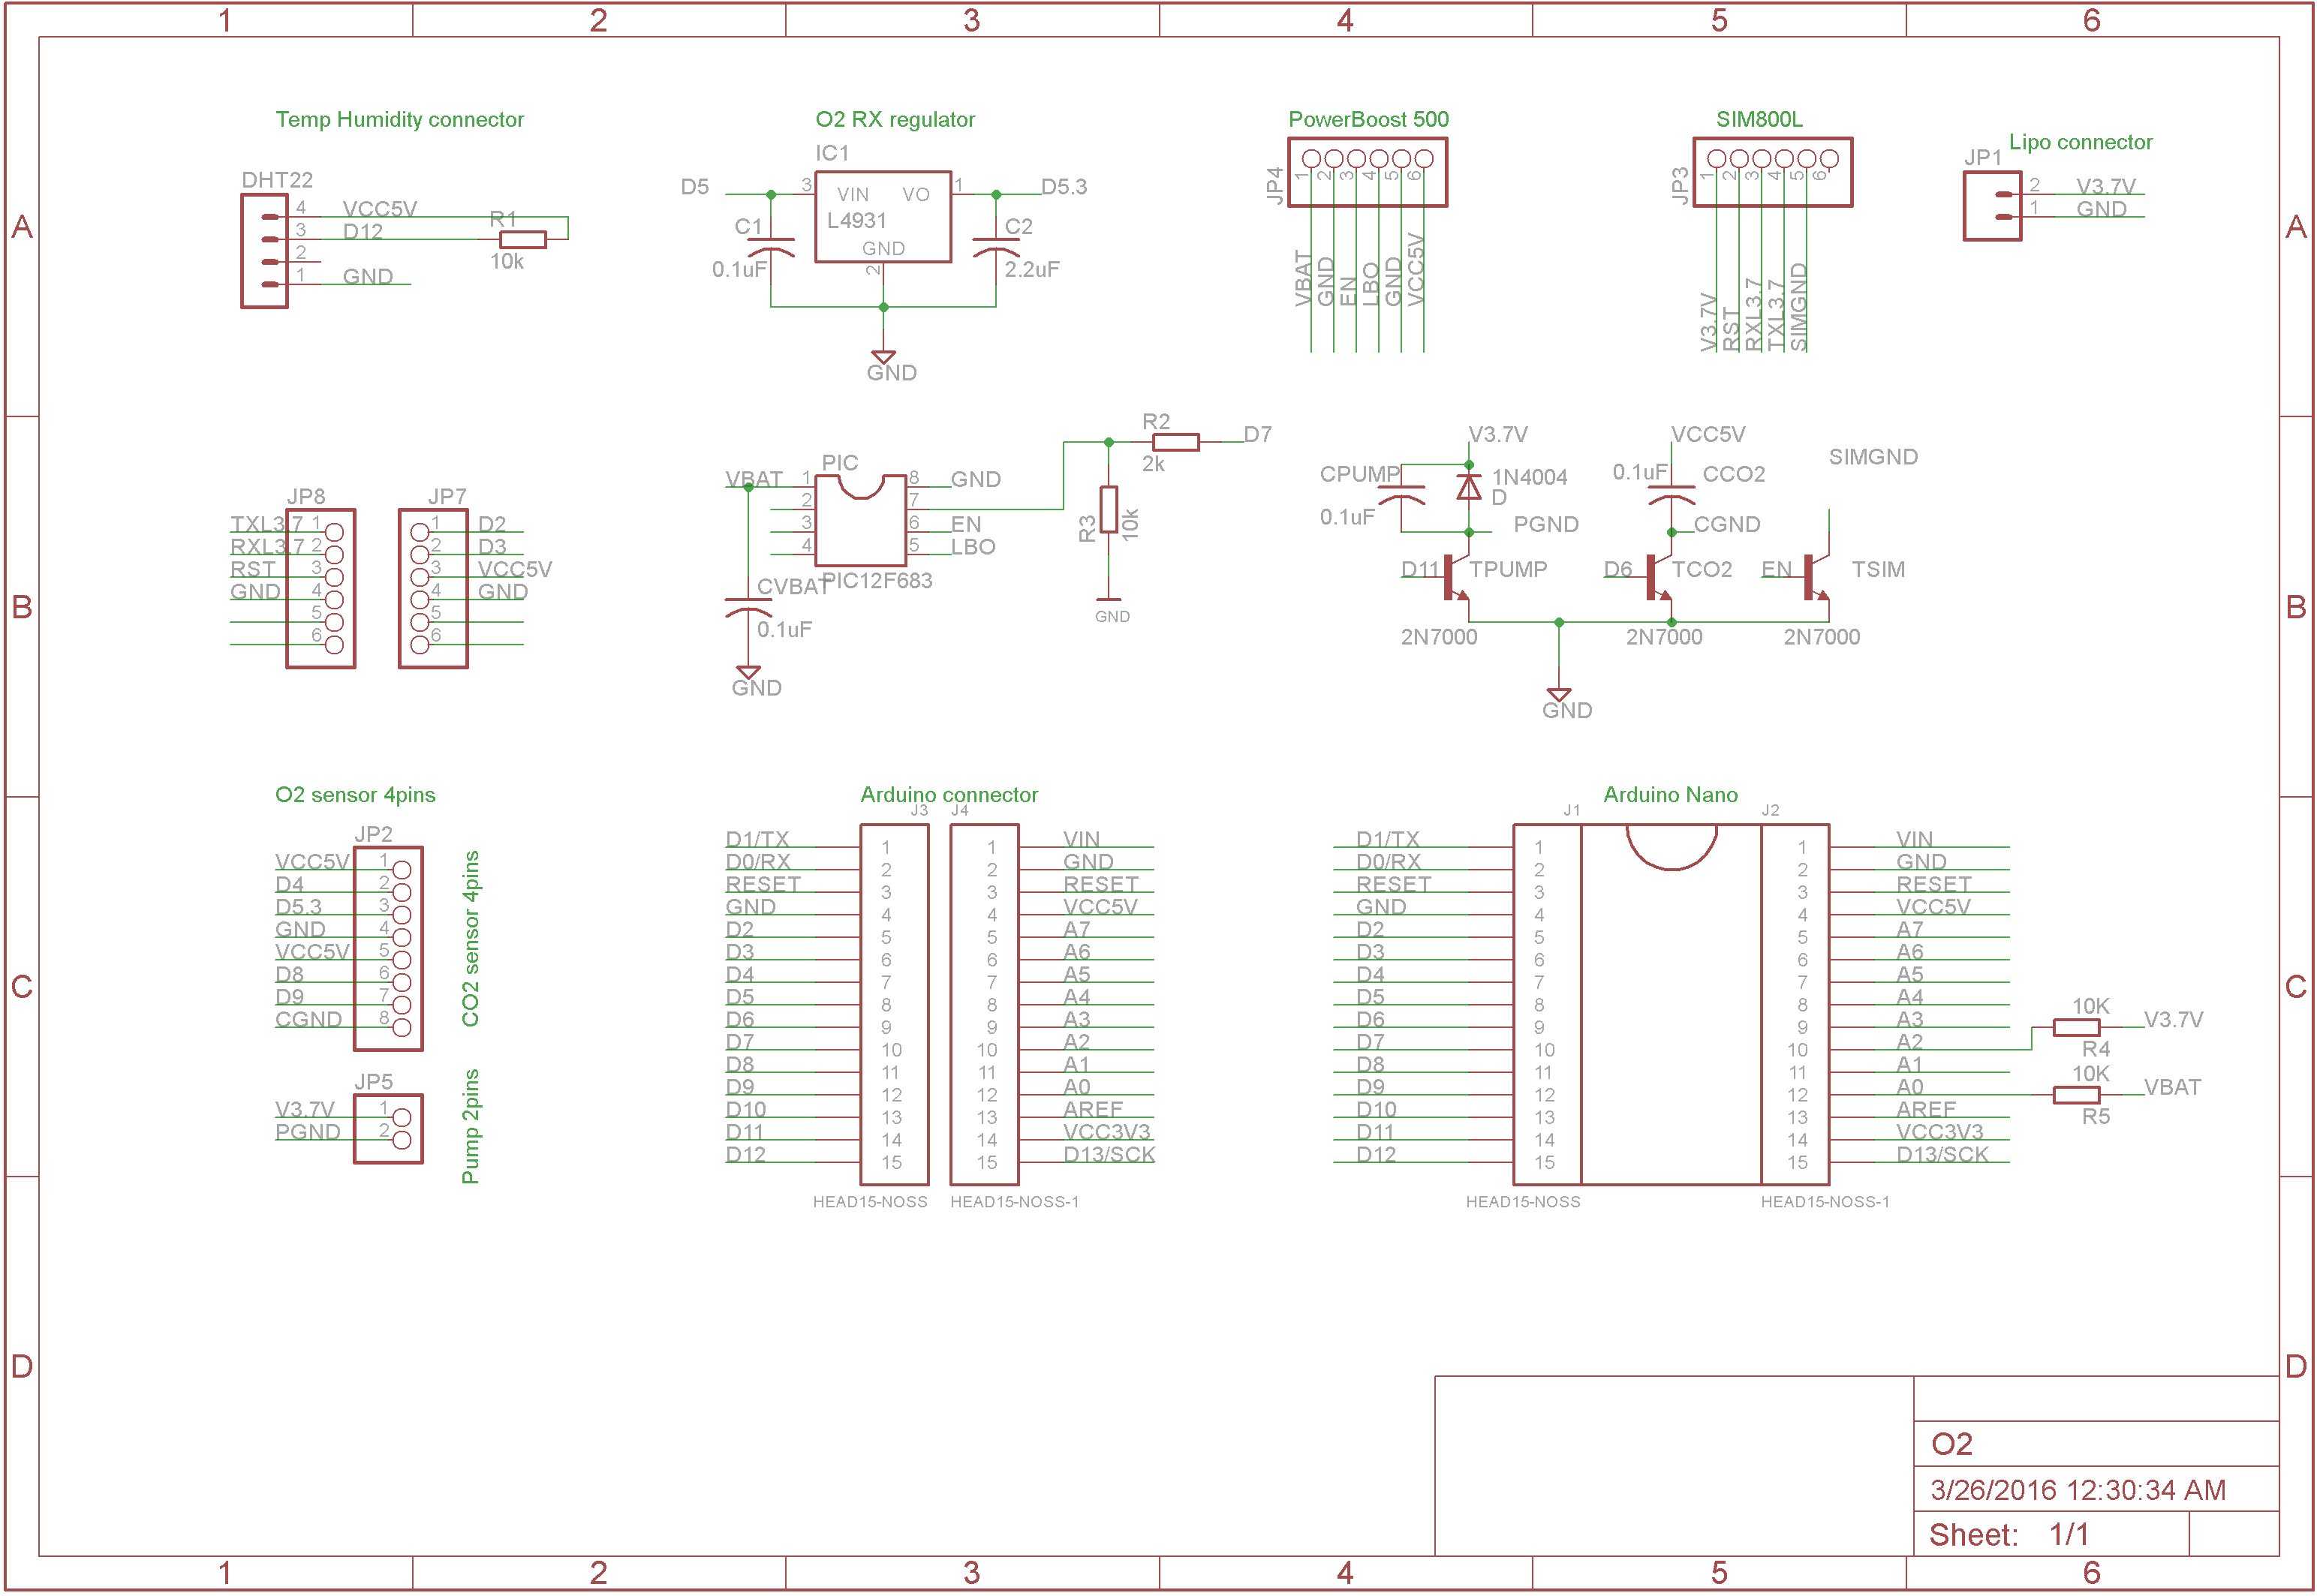 1 2 3 4 5 6
A A
B B
C C
D D
Temp Humidity connector
DHT22
4 VCC5V
3 D12
2
1 GND
R1
10k
O2 RX regulator
IC1
D5 3 VIN VO 1 D5.3
L4931
GND
2
C1
0.1uF
C2
2.2uF
GND
PowerBoost 500
JP4
1 2 3 4 5 6
VBAT
GND
EN
LBO
GND
VCC5V
SIM800L
JP3
1 2 3 4 5 6
V3.7V
RST
RXL3.7
TXL3.7
SIMGND
Lipo connector
JP1
2 V3.7V
1 GND
JP8
TXL3.7 1
RXL3.7 2
RST 3
GND 4
5
6
JP7
1 D2
2 D3
3 VCC5V
4 GND
5
6
PIC
VBAT 1 8 GND
2 7
3 6 EN
4 5 LBO
PIC12F683
CVBAT
0.1uF
GND
R2
2k
D7
R3
10k
GND
V3.7V
CPUMP
0.1uF
1N4004
D
PGND
D11 TPUMP
2N7000
VCC5V
0.1uF CCO2
CGND
D6 TCO2
2N7000
SIMGND
EN TSIM
2N7000
GND
O2 sensor 4pins
JP2
VCC5V 1
D4 2
D5.3 3
GND 4
VCC5V 5
D8 6
D9 7
CGND 8
CO2 sensor 4pins
JP5
V3.7V 1
PGND 2
Pump 2pins
Arduino connector
J3 J4
D1/TX 1 1 VIN
D0/RX 2 2 GND
RESET 3 3 RESET
GND 4 4 VCC5V
D2 5 5 A7
D3 6 6 A6
D4 7 7 A5
D5 8 8 A4
D6 9 9 A3
D7 10 10 A2
D8 11 11 A1
D9 12 12 A0
D10 13 13 AREF
D11 14 14 VCC3V3
D12 15 15 D13/SCK
HEAD15-NOSS HEAD15-NOSS-1
Arduino Nano
J1 J2
D1/TX 1 1 VIN
D0/RX 2 2 GND
RESET 3 3 RESET
GND 4 4 VCC5V
D2 5 5 A7
D3 6 6 A6
D4 7 7 A5
D5 8 8 A4
D6 9 9 A3
D7 10 10 A2
D8 11 11 A1
D9 12 12 A0
D10 13 13 AREF
D11 14 14 VCC3V3
D12 15 15 D13/SCK
HEAD15-NOSS HEAD15-NOSS-1
10K
V3.7V
R4
10K
VBAT
R5
O2
3/26/2016 12:30:34 AM
Sheet: 1/1
1 2 3 4 5 6